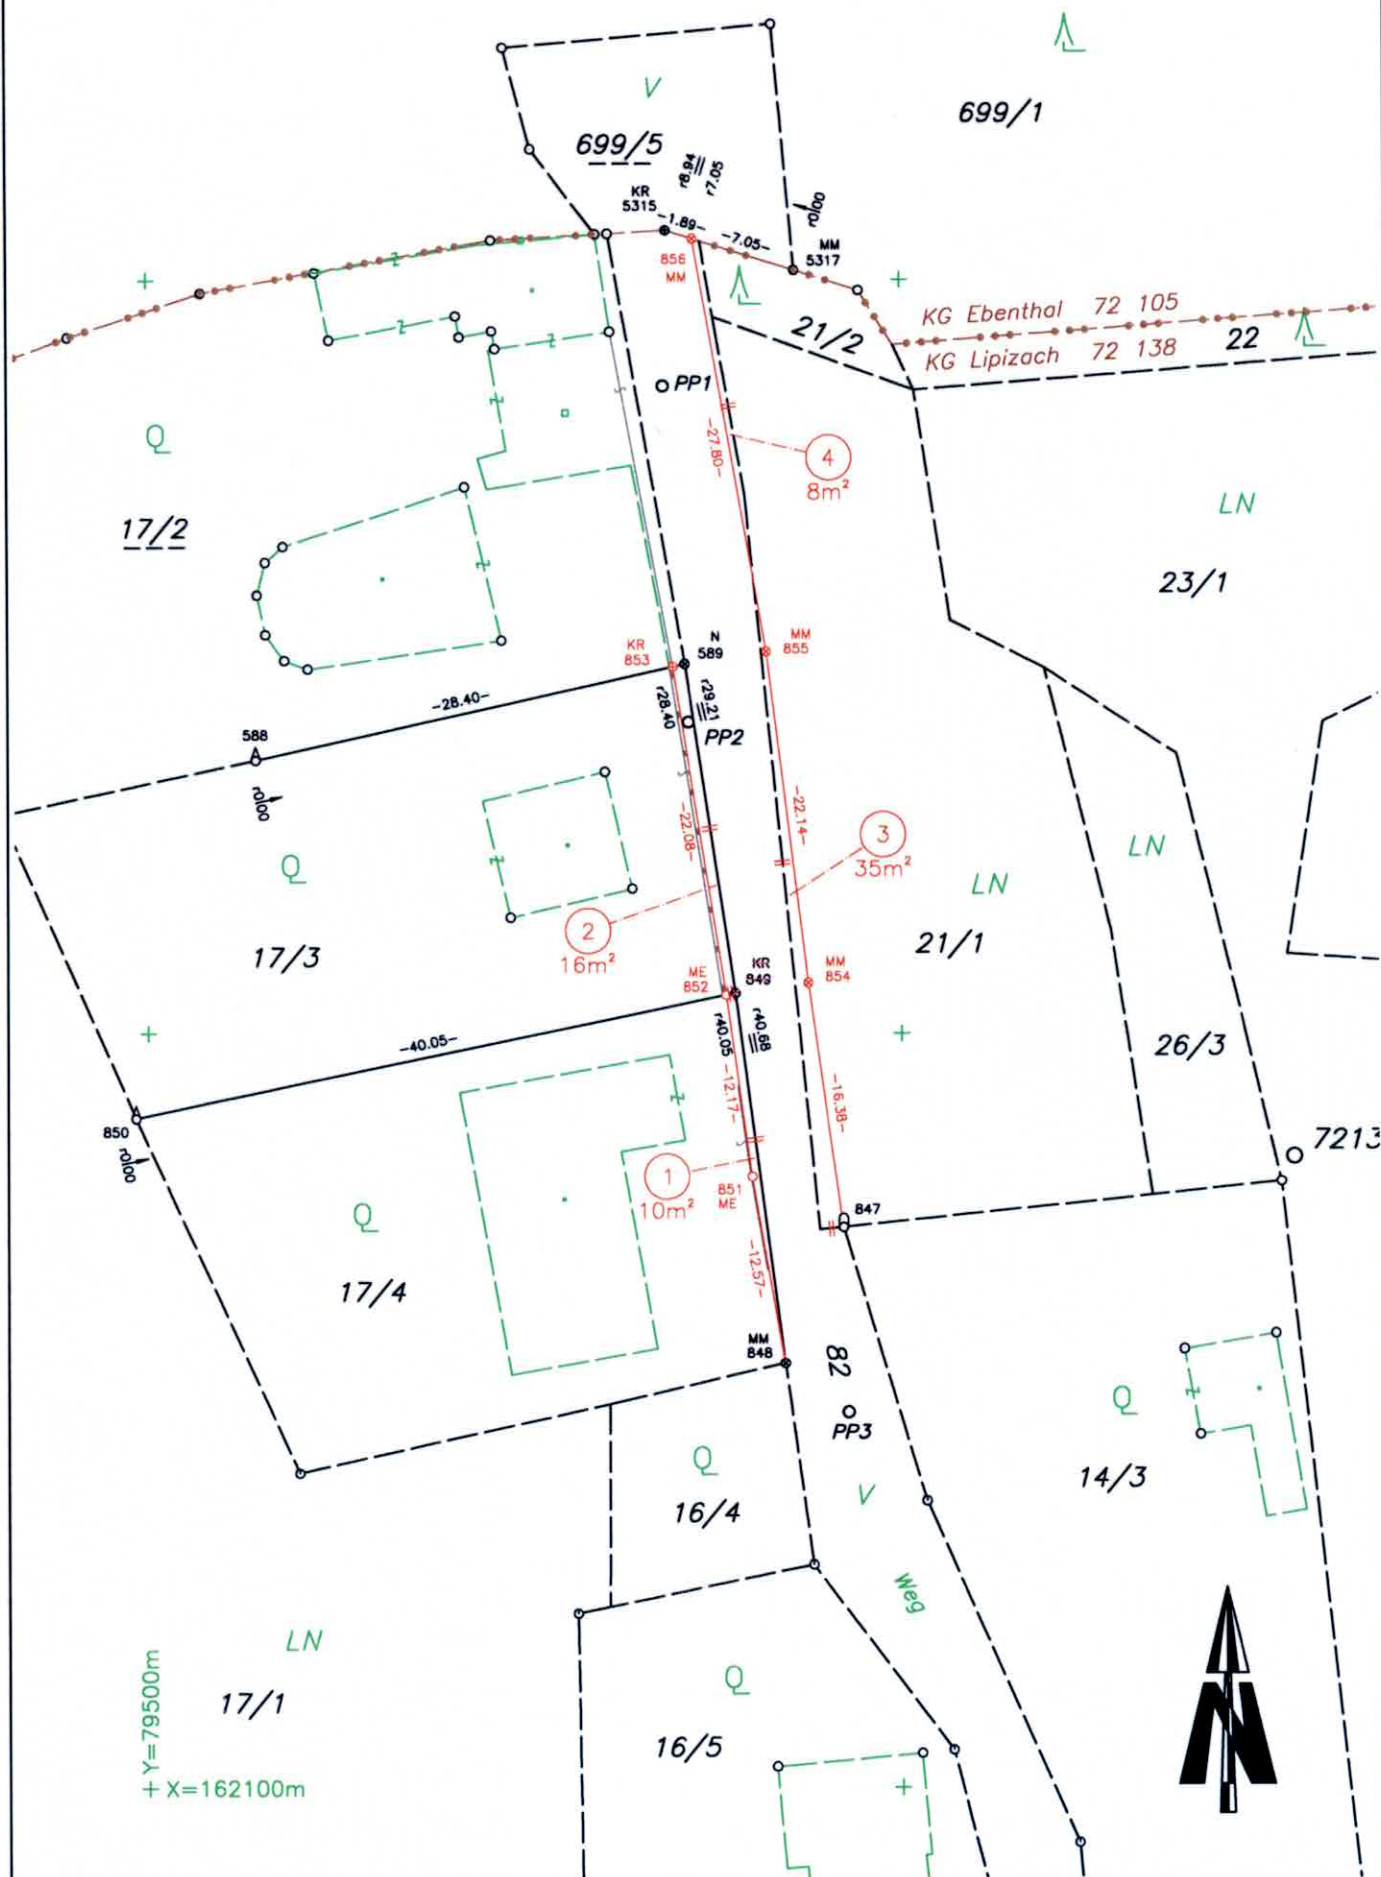 V
699/1
699/5
r8.94
r7.05
KR
5315
-1.89-
-7.05-
r0.00
MM
5317
856
MM
KG Ebenthal 72 105
KG Lipizach 72 138
22
21/2
PP1
-27.80-
4
8m²
Q
17/2
LN
23/1
KR
853
N
589
MM
855
-28.40-
r28.40
r29.21
588
r0.00
PP2
-22.08-
-22.14-
3
35m²
Q
LN
LN
2
16m²
17/3
21/1
ME
852
KR
849
MM
854
-40.05-
r40.05
r40.68
26/3
-12.17-
-16.38-
850
r0.00
7213
1
10m²
851
ME
847
Q
17/4
-12.57-
MM
848
82
PP3
Q
Q
16/4
V
14/3
Weg
LN
17/1
Q
16/5
Y=79500m
X=162100m
N